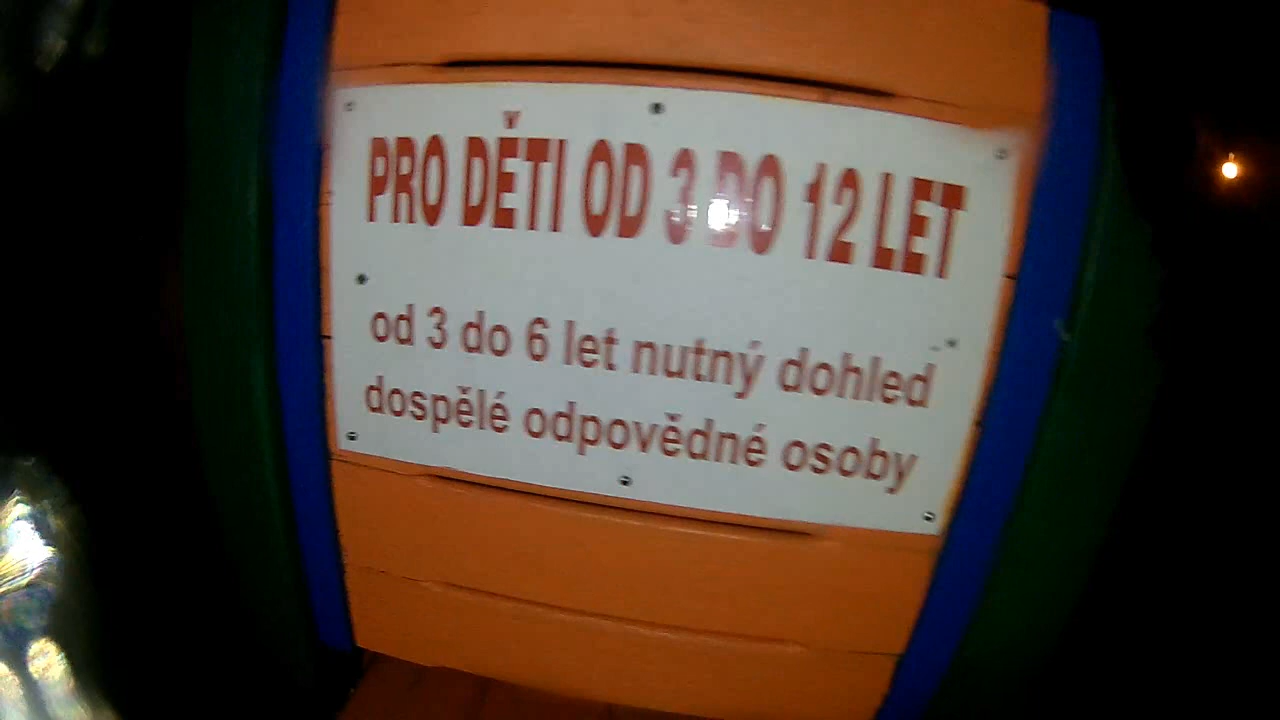 PRO DĚTI OD 3 DO 12 LET
od 3 do 6 let nutný dohled
dospělé odpovědné osoby